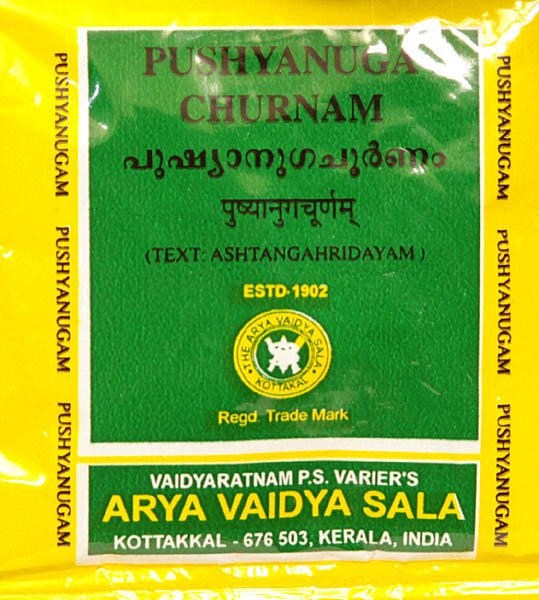 PUSHYANUGA
CHURNAM
പുഷ്യാനുഗചൂർണം
पुष्यानुगचूर्णम्
(TEXT: ASHTANGAHRIDAYAM)
ESTD-1902
THE ARYA VAIDYA SALA
KOTTAKAL
Regd. Trade Mark
VAIDYARATNAM P.S. VARIER'S
ARYA VAIDYA SALA
KOTTAKKAL - 676 503, KERALA, INDIA
PUSHYANUGAM
PUSHYANUGAM
PUSHYANUGAM
PUSHYANUGAM
PUSHYANUGAM
PUSHYANUGAM